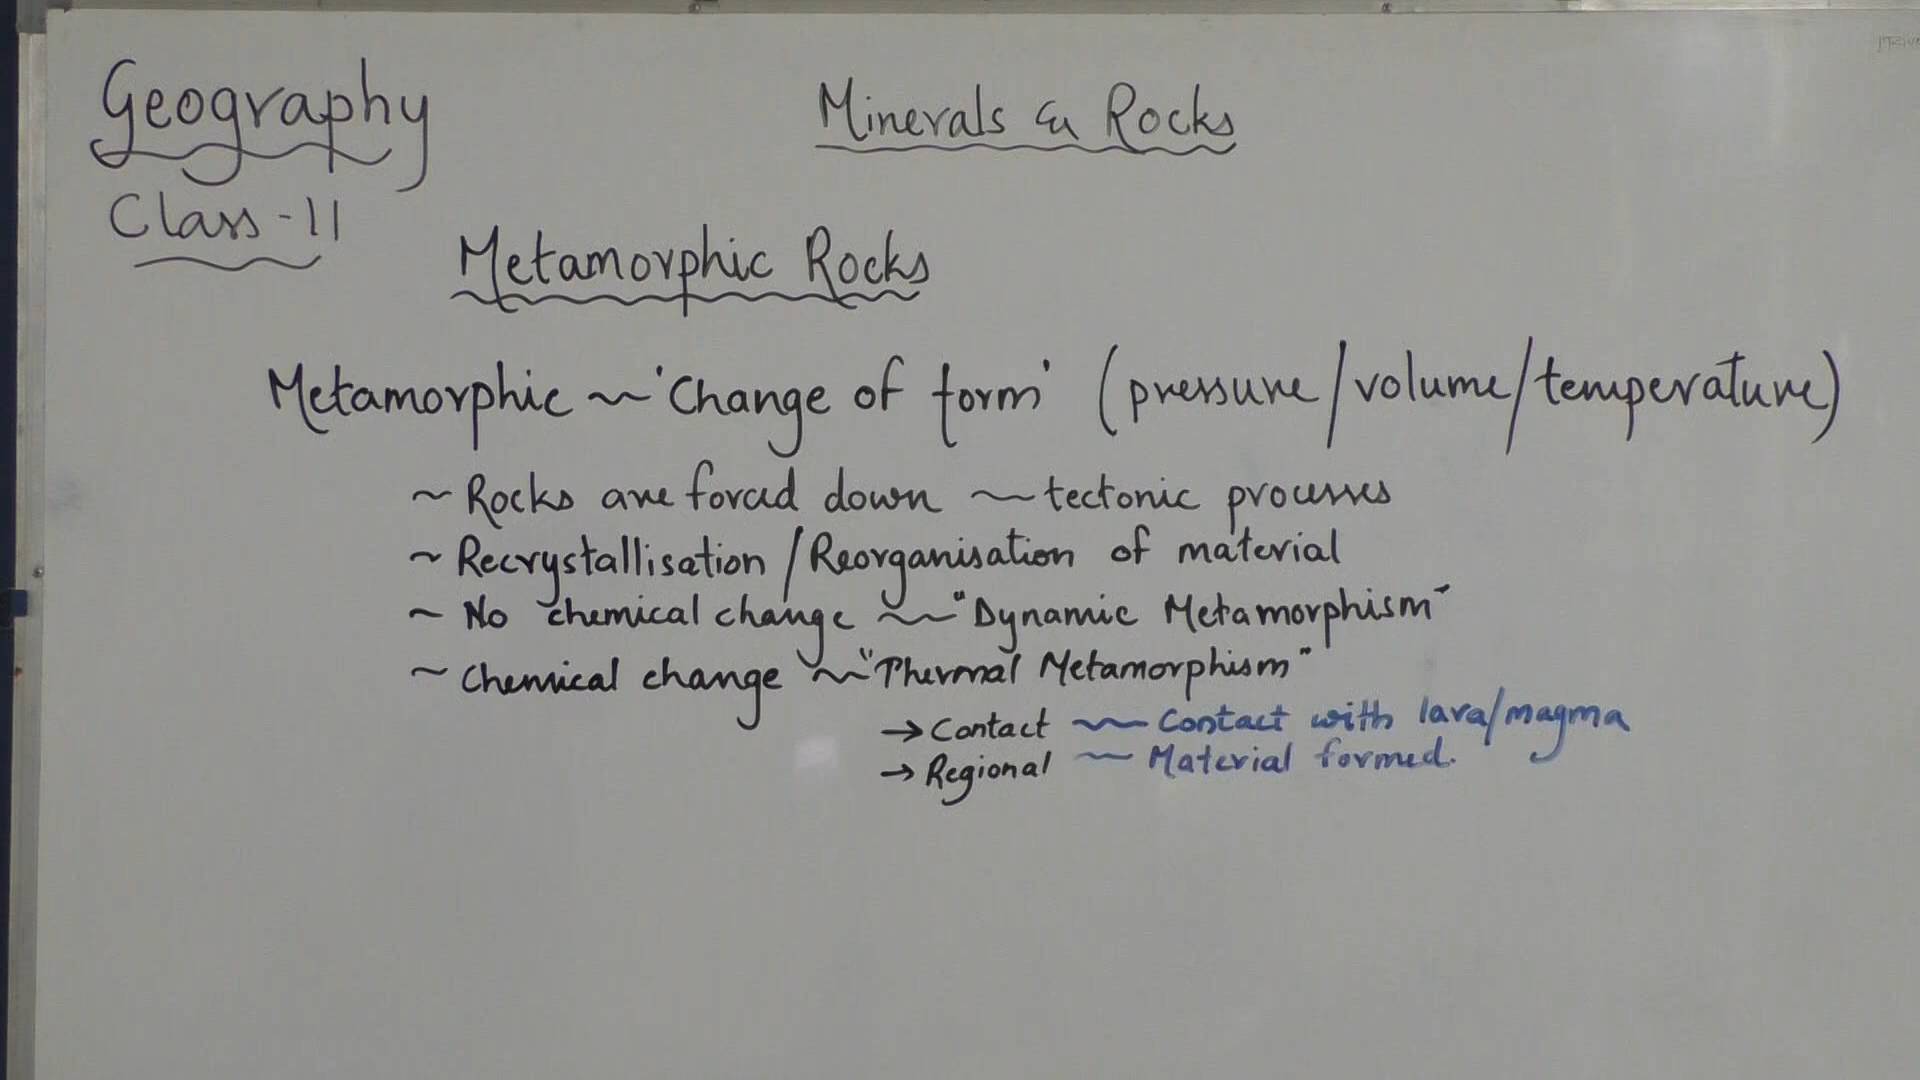 Geography
Minerals & Rocks
Class-11
Metamorphic Rocks
Metamorphic ~ 'Change of form' (pressure/volume/temperature)
~ Rocks are forced down ~ tectonic processes
~ Recrystallisation/Reorganisation of material
~ No chemical change ~ "Dynamic Metamorphism"
~ Chemical change ~ "Thermal Metamorphism"
→ Contact ~ Contact with lava/magma
→ Regional ~ Material formed.